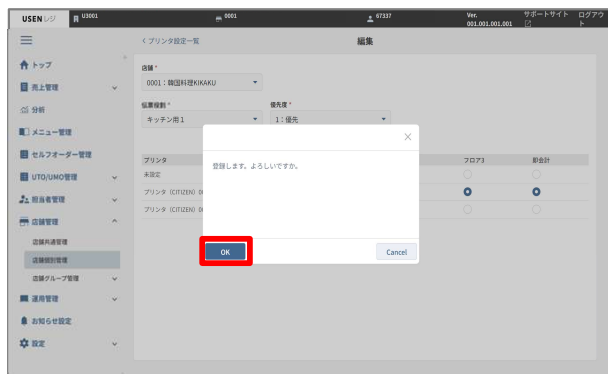 USEN レジ U3001 0001 67337 Ver. 001.001.001.001 サポートサイト ログアウト
< プリンタ設定一覧 編集
トップ
店舗 *
0001:韓国料理KIKAKU
売上管理
伝票役割 * 優先度 *
分析
キッチン用1 1:優先
メニュー管理
セルフオーダー管理
プリンタ フロア3 即会計
登録します。よろしいですか。
未設定
UTO/UMO管理
プリンタ (CITIZEN) 0
担当者管理
プリンタ (CITIZEN) 0
店舗管理
店舗共通管理
OK Cancel
店舗個別管理
店舗グループ管理
運用管理
お知らせ設定
設定